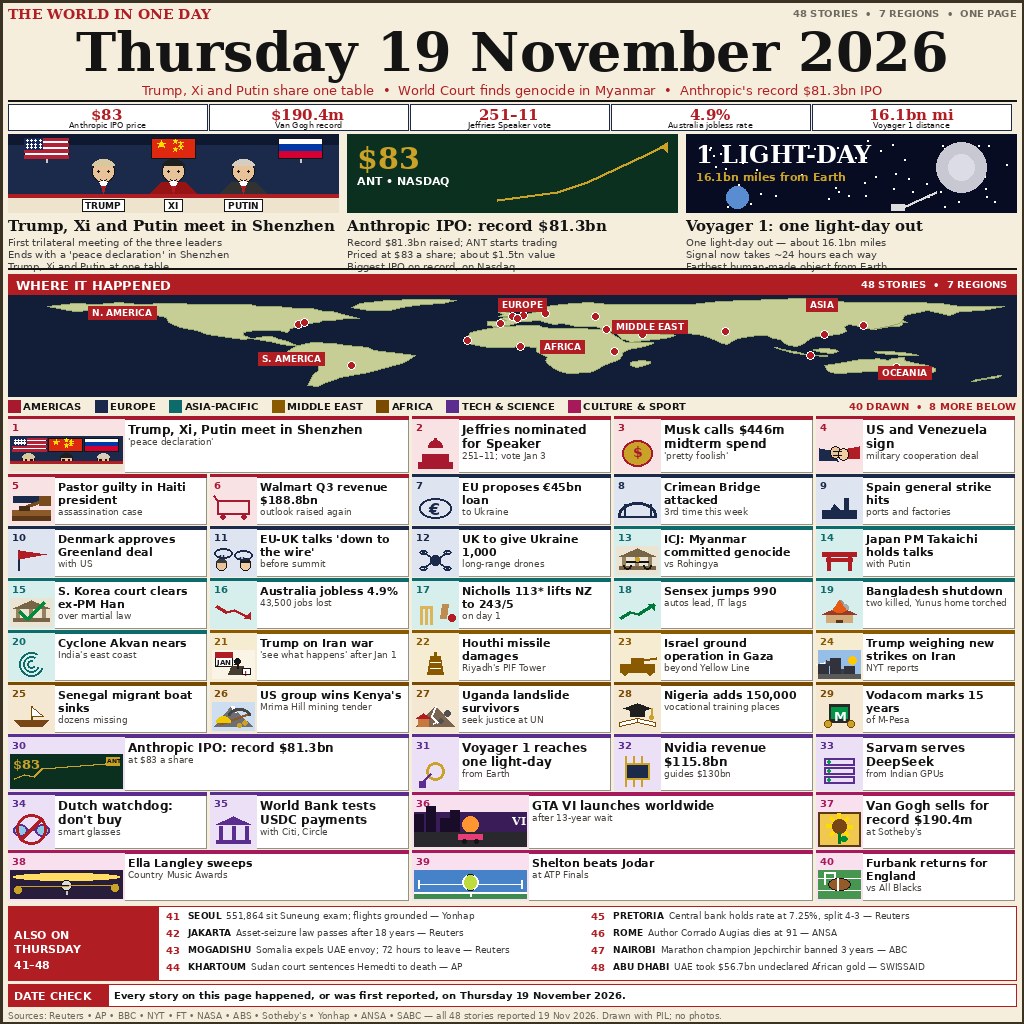 THE WORLD IN ONE DAY
48 STORIES • 7 REGIONS • ONE PAGE
Thursday 19 November 2026
Trump, Xi and Putin share one table • World Court finds genocide in Myanmar • Anthropic's record $81.3bn IPO
$83
Anthropic IPO price
$190.4m
Van Gogh record
251–11
Jeffries Speaker vote
4.9%
Australia jobless rate
16.1bn mi
Voyager 1 distance
TRUMP
XI
PUTIN
$83
ANT • NASDAQ
1 LIGHT-DAY
16.1bn miles from Earth
Trump, Xi and Putin meet in Shenzhen
First trilateral meeting of the three leaders
Ends with a 'peace declaration' in Shenzhen
Trump, Xi and Putin at one table
Anthropic IPO: record $81.3bn
Record $81.3bn raised; ANT starts trading
Priced at $83 a share; about $1.5tn value
Biggest IPO on record, on Nasdaq
Voyager 1: one light-day out
One light-day out — about 16.1bn miles
Signal now takes ~24 hours each way
Farthest human-made object from Earth
WHERE IT HAPPENED
48 STORIES • 7 REGIONS
N. AMERICA
EUROPE
ASIA
MIDDLE EAST
AFRICA
S. AMERICA
OCEANIA
AMERICAS
EUROPE
ASIA-PACIFIC
MIDDLE EAST
AFRICA
TECH & SCIENCE
CULTURE & SPORT
40 DRAWN • 8 MORE BELOW
1
Trump, Xi, Putin meet in Shenzhen
'peace declaration'
2
Jeffries nominated
for Speaker
251–11; vote Jan 3
3
Musk calls $446m
midterm spend
'pretty foolish'
4
US and Venezuela
sign
military cooperation deal
5
Pastor guilty in Haiti
president
assassination case
6
Walmart Q3 revenue
$188.8bn
outlook raised again
7
EU proposes €45bn
loan
to Ukraine
8
Crimean Bridge
attacked
3rd time this week
9
Spain general strike
hits
ports and factories
10
Denmark approves
Greenland deal
with US
11
EU-UK talks 'down to
the wire'
before summit
12
UK to give Ukraine
1,000
long-range drones
13
ICJ: Myanmar
committed genocide
vs Rohingya
14
Japan PM Takaichi
holds talks
with Putin
15
S. Korea court clears
ex-PM Han
over martial law
16
Australia jobless 4.9%
43,500 jobs lost
17
Nicholls 113* lifts NZ
to 243/5
on day 1
18
Sensex jumps 990
autos lead, IT lags
19
Bangladesh shutdown
two killed, Yunus home torched
20
Cyclone Akvan nears
India's east coast
21
JAN
Trump on Iran war
'see what happens' after Jan 1
22
Houthi missile
damages
Riyadh's PIF Tower
23
Israel ground
operation in Gaza
beyond Yellow Line
24
Trump weighing new
strikes on Iran
NYT reports
25
Senegal migrant boat
sinks
dozens missing
26
US group wins Kenya's
Mrima Hill mining tender
27
Uganda landslide
survivors
seek justice at UN
28
Nigeria adds 150,000
vocational training places
29
M
Vodacom marks 15
years
of M-Pesa
30
$83
ANT
Anthropic IPO: record $81.3bn
at $83 a share
31
Voyager 1 reaches
one light-day
from Earth
32
Nvidia revenue
$115.8bn
guides $130bn
33
Sarvam serves
DeepSeek
from Indian GPUs
34
Dutch watchdog:
don't buy
smart glasses
35
World Bank tests
USDC payments
with Citi, Circle
36
VI
GTA VI launches worldwide
after 13-year wait
37
Van Gogh sells for
record $190.4m
at Sotheby's
38
Ella Langley sweeps
Country Music Awards
39
Shelton beats Jodar
at ATP Finals
40
Furbank returns for
England
vs All Blacks
ALSO ON
THURSDAY
41–48
41 SEOUL 551,864 sit Suneung exam; flights grounded — Yonhap
42 JAKARTA Asset-seizure law passes after 18 years — Reuters
43 MOGADISHU Somalia expels UAE envoy; 72 hours to leave — Reuters
44 KHARTOUM Sudan court sentences Hemedti to death — AP
45 PRETORIA Central bank holds rate at 7.25%, split 4-3 — Reuters
46 ROME Author Corrado Augias dies at 91 — ANSA
47 NAIROBI Marathon champion Jepchirchir banned 3 years — ABC
48 ABU DHABI UAE took $56.7bn undeclared African gold — SWISSAID
DATE CHECK
Every story on this page happened, or was first reported, on Thursday 19 November 2026.
Sources: Reuters • AP • BBC • NYT • FT • NASA • ABS • Sotheby's • Yonhap • ANSA • SABC — all 48 stories reported 19 Nov 2026. Drawn with PIL; no photos.